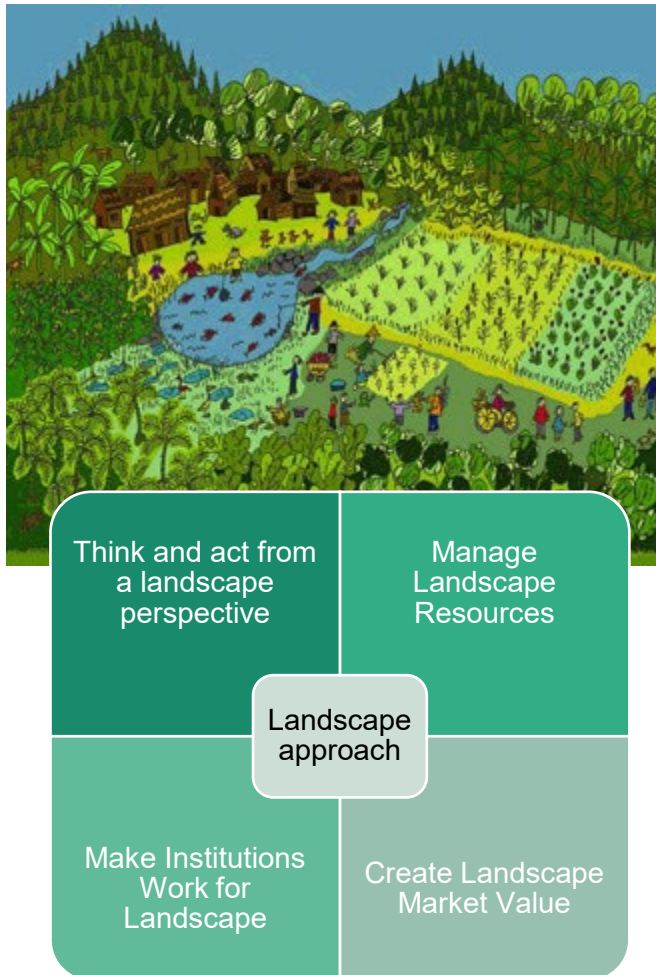 Think and act from
a landscape
perspective
Manage
Landscape
Resources
Landscape
approach
Make Institutions
Work for
Landscape
Create Landscape
Market Value